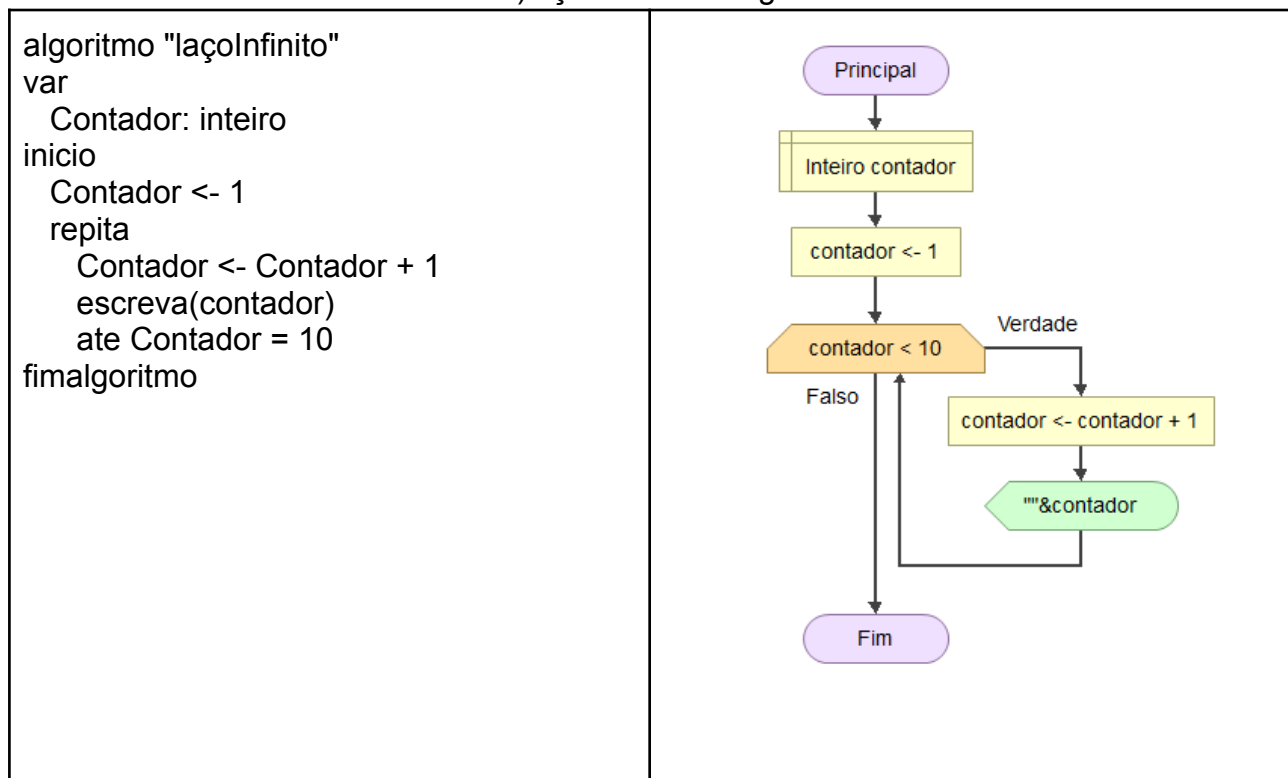 algoritmo "laçoInfinito"
var
Contador: inteiro
inicio
Contador <- 1
repita
Contador <- Contador + 1
escreva(contador)
ate Contador = 10
fimalgoritmo
Principal
Inteiro contador
contador <- 1
contador < 10
Verdade
Falso
contador <- contador + 1
""&contador
Fim